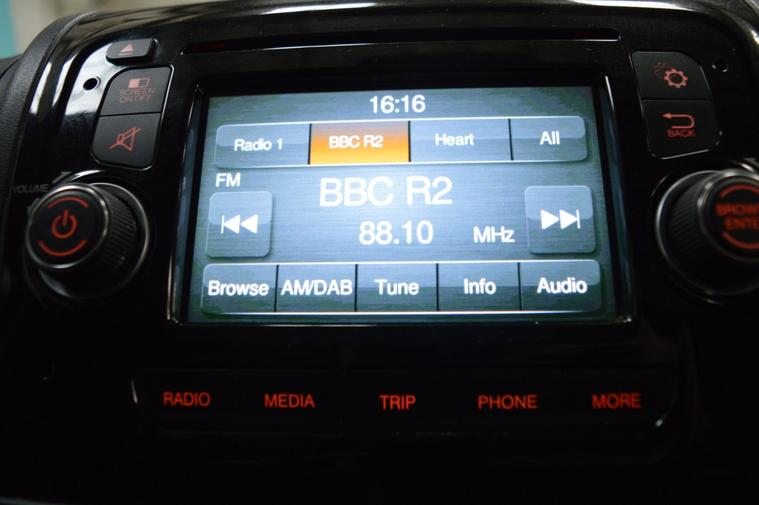 16:16
SCREEN
ON/OFF
Radio 1 BBC R2 Heart All
BACK
VOLUME
FM
BBC R2
88.10 MHz
Browse AM/DAB Tune Info Audio
RADIO MEDIA TRIP PHONE MORE